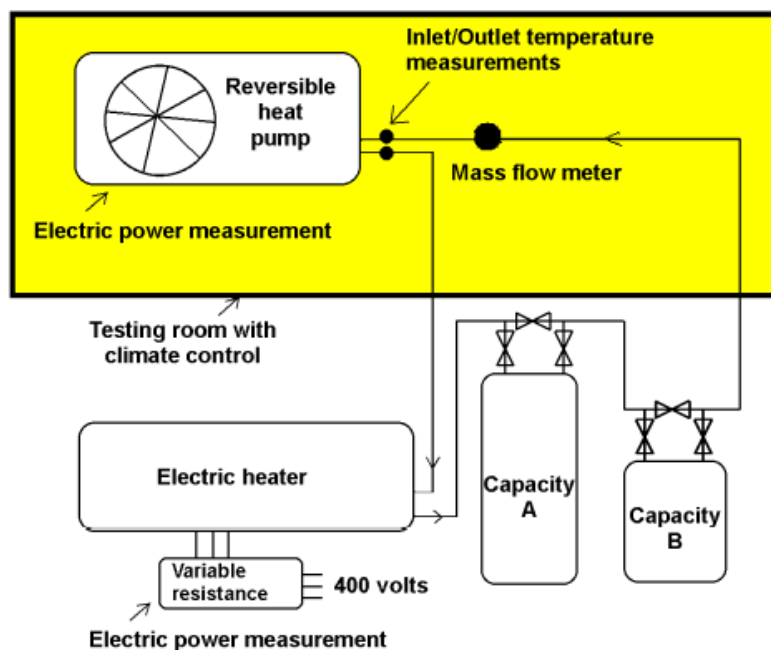 Inlet/Outlet temperature
measurements
Reversible
heat
pump
Mass flow meter
Electric power measurement
Testing room with
climate control
Electric heater
Capacity
A
Capacity
B
Variable
resistance
400 volts
Electric power measurement